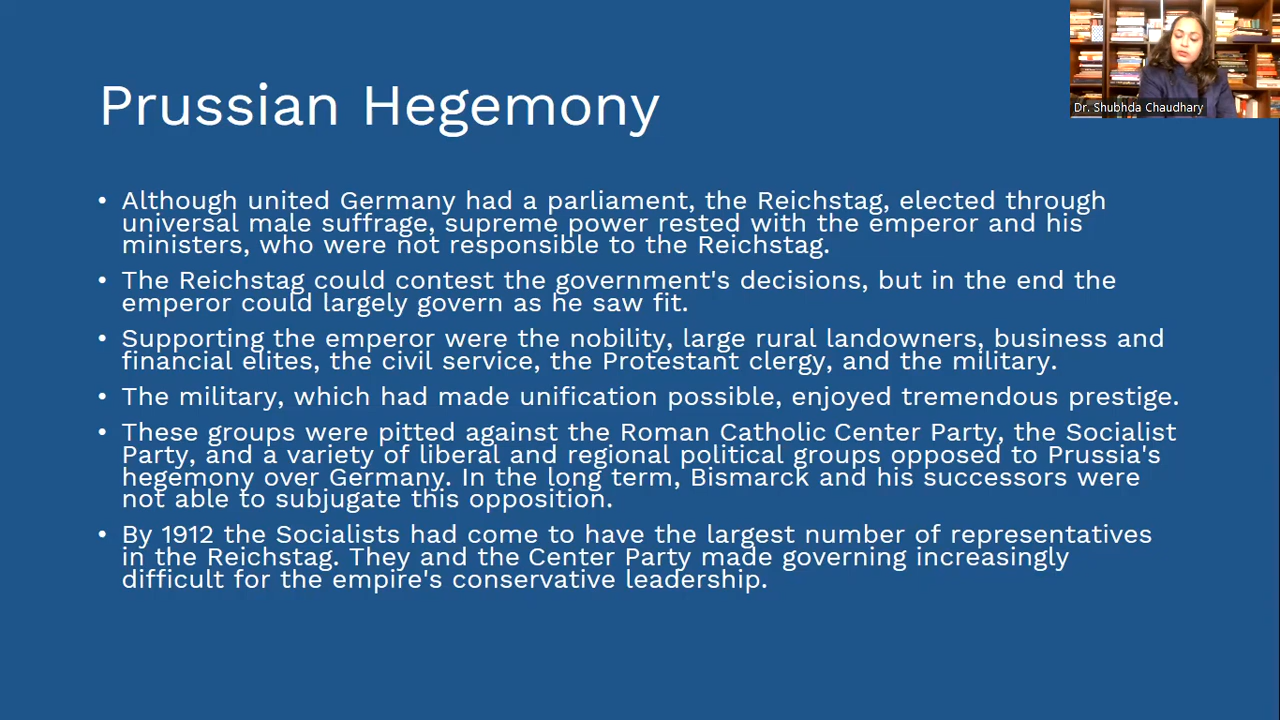 Dr. Shubhda Chaudhary
Prussian Hegemony
• Although united Germany had a parliament, the Reichstag, elected through
universal male suffrage, supreme power rested with the emperor and his
ministers, who were not responsible to the Reichstag.
• The Reichstag could contest the government's decisions, but in the end the
emperor could largely govern as he saw fit.
• Supporting the emperor were the nobility, large rural landowners, business and
financial elites, the civil service, the Protestant clergy, and the military.
• The military, which had made unification possible, enjoyed tremendous prestige.
• These groups were pitted against the Roman Catholic Center Party, the Socialist
Party, and a variety of liberal and regional political groups opposed to Prussia's
hegemony over Germany. In the long term, Bismarck and his successors were
not able to subjugate this opposition.
• By 1912 the Socialists had come to have the largest number of representatives
in the Reichstag. They and the Center Party made governing increasingly
difficult for the empire's conservative leadership.